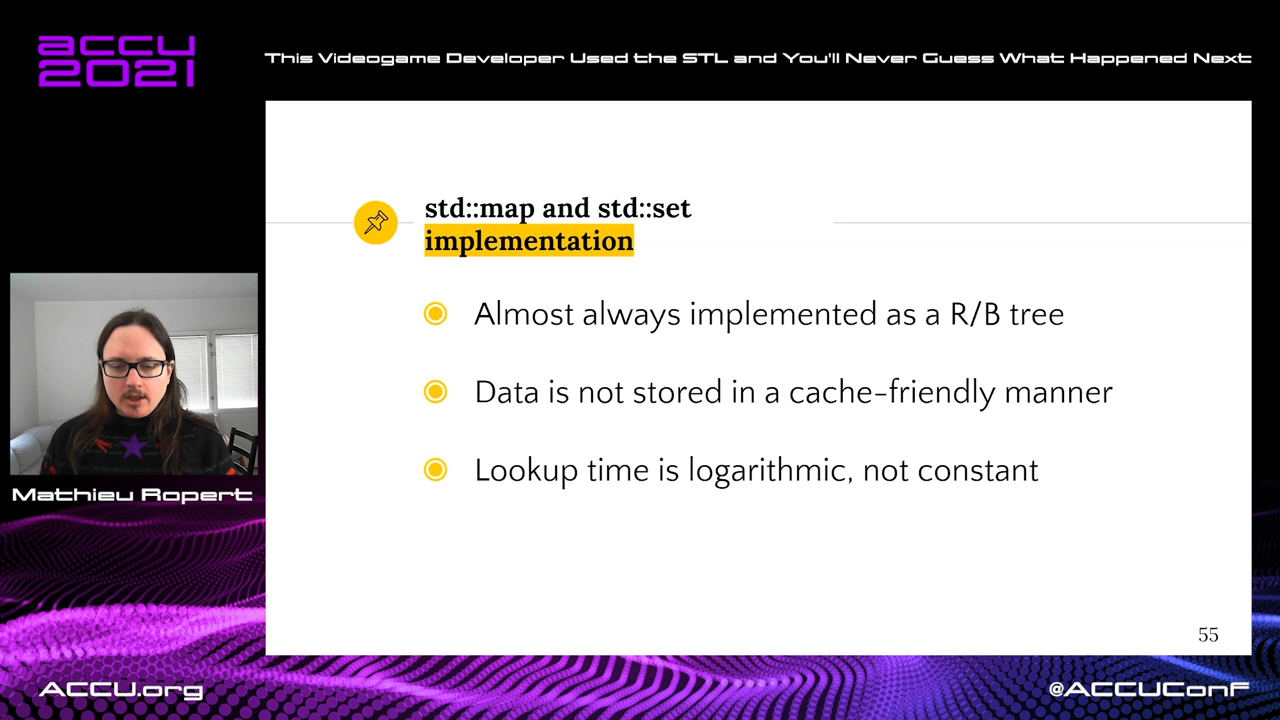 accu
2021
This Videogame Developer Used the STL and You'll Never Guess What Happened Next
std::map and std::set
implementation
Almost always implemented as a R/B tree
Data is not stored in a cache-friendly manner
Lookup time is logarithmic, not constant
Mathieu Ropert
55
ACCU.org
@ACCUConf